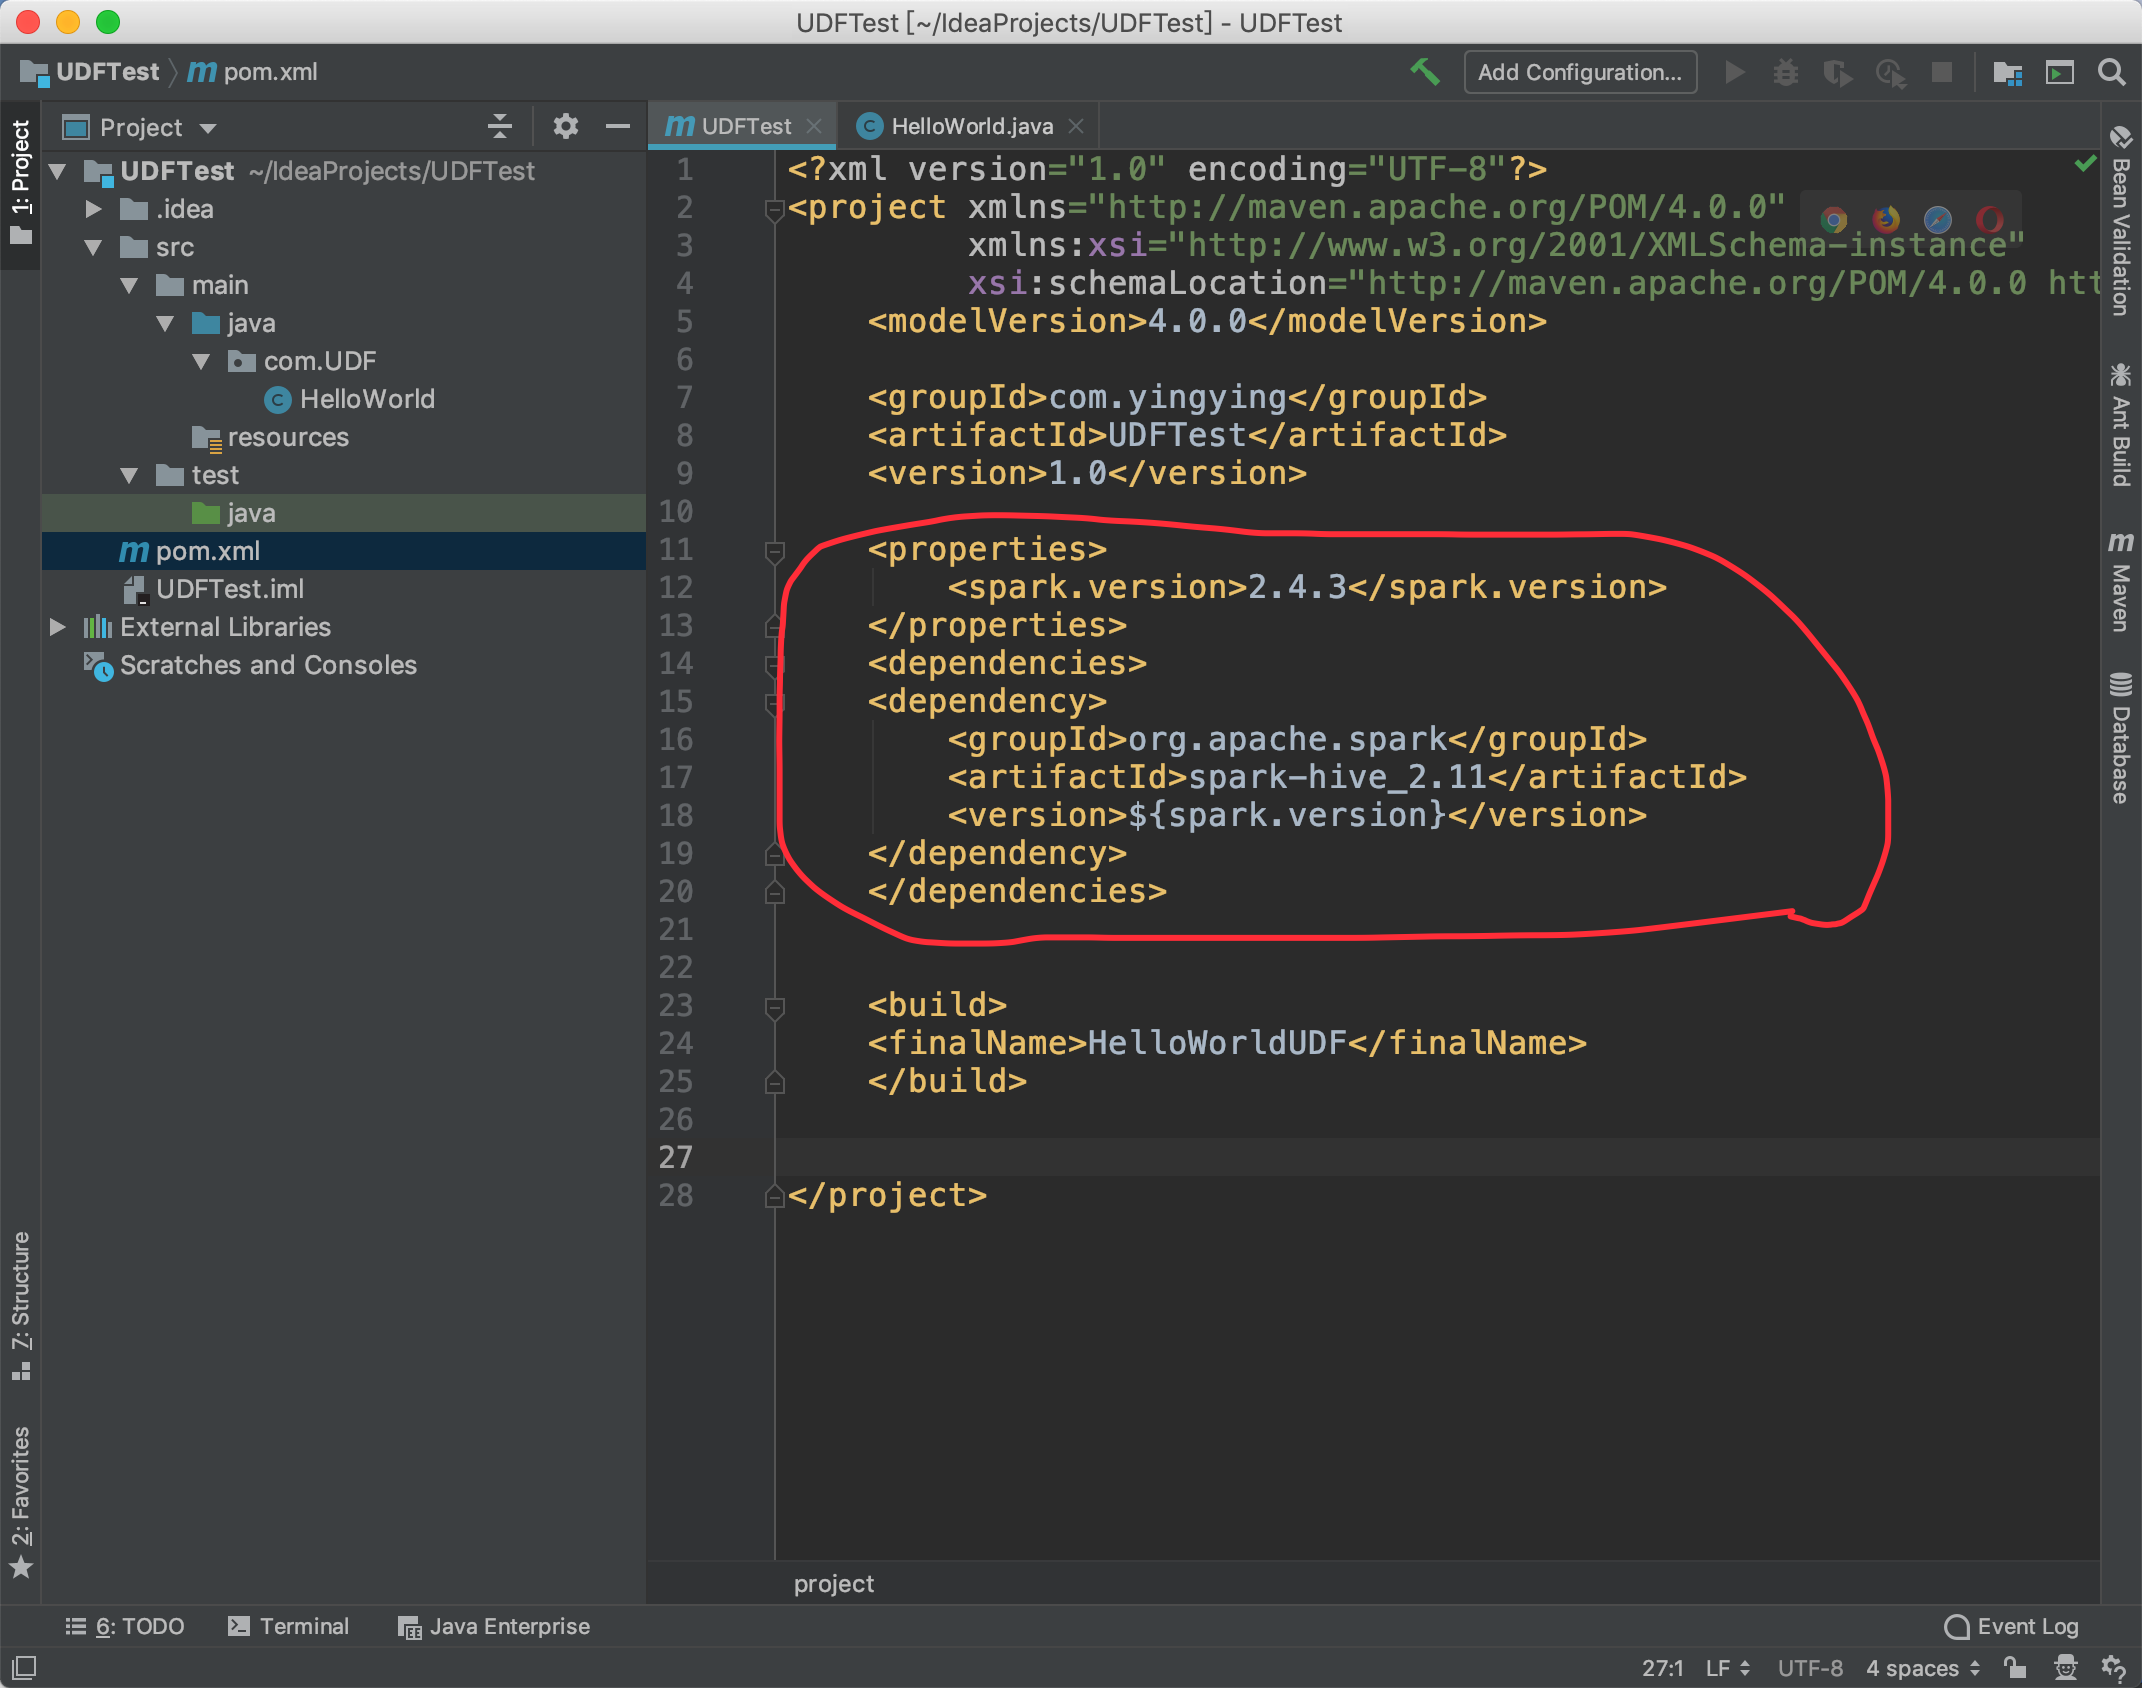 UDFTest [~/IdeaProjects/UDFTest] - UDFTest
UDFTest pom.xml
Add Configuration...
1: Project
Project
UDFTest ~/IdeaProjects/UDFTest
.idea
src
main
java
com.UDF
HelloWorld
resources
test
java
pom.xml
UDFTest.iml
External Libraries
Scratches and Consoles
7: Structure
2: Favorites
UDFTest HelloWorld.java
1 <?xml version="1.0" encoding="UTF-8"?>
2 <project xmlns="http://maven.apache.org/POM/4.0.0"
3 xmlns:xsi="http://www.w3.org/2001/XMLSchema-instance"
4 xsi:schemaLocation="http://maven.apache.org/POM/4.0.0 htt
5 <modelVersion>4.0.0</modelVersion>
6
7 <groupId>com.yingying</groupId>
8 <artifactId>UDFTest</artifactId>
9 <version>1.0</version>
10
11 <properties>
12 <spark.version>2.4.3</spark.version>
13 </properties>
14 <dependencies>
15 <dependency>
16 <groupId>org.apache.spark</groupId>
17 <artifactId>spark-hive_2.11</artifactId>
18 <version>${spark.version}</version>
19 </dependency>
20 </dependencies>
21
22
23 <build>
24 <finalName>HelloWorldUDF</finalName>
25 </build>
26
27
28 </project>
project
Bean Validation
Ant Build
Maven
Database
6: TODO Terminal Java Enterprise Event Log
27:1 LF UTF-8 4 spaces